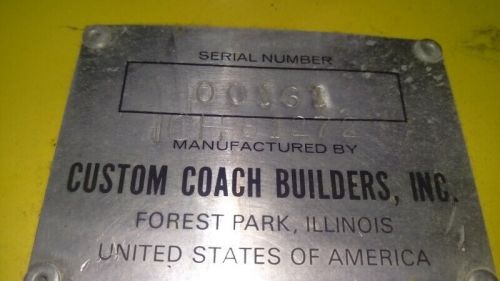 SERIAL NUMBER
MANUFACTURED BY
CUSTOM COACH BUILDERS, INC.
FOREST PARK, ILLINOIS
UNITED STATES OF AMERICA